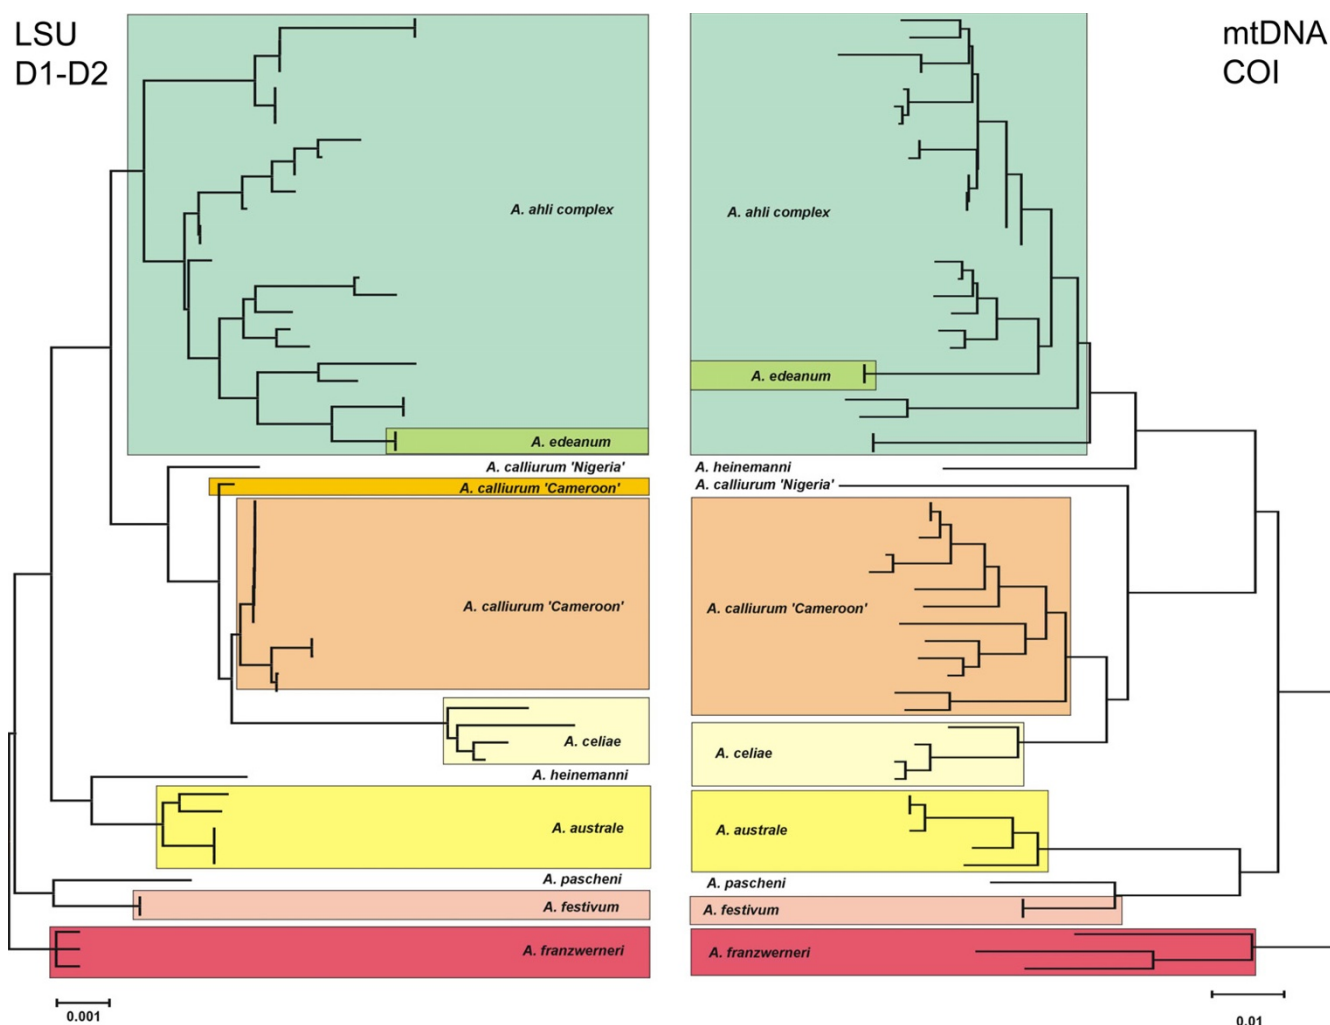 LSU
D1-D2
A. ahli complex
A. edeanum
A. calliurum 'Nigeria'
A. calliurum 'Cameroon'
A. calliurum 'Cameroon'
A. celiae
A. heinemanni
A. australe
A. pascheni
A. festivum
A. franzwerneri
0.001
mtDNA
COI
A. ahli complex
A. edeanum
A. heinemanni
A. calliurum 'Nigeria'
A. calliurum 'Cameroon'
A. celiae
A. australe
A. pascheni
A. festivum
A. franzwerneri
0.01